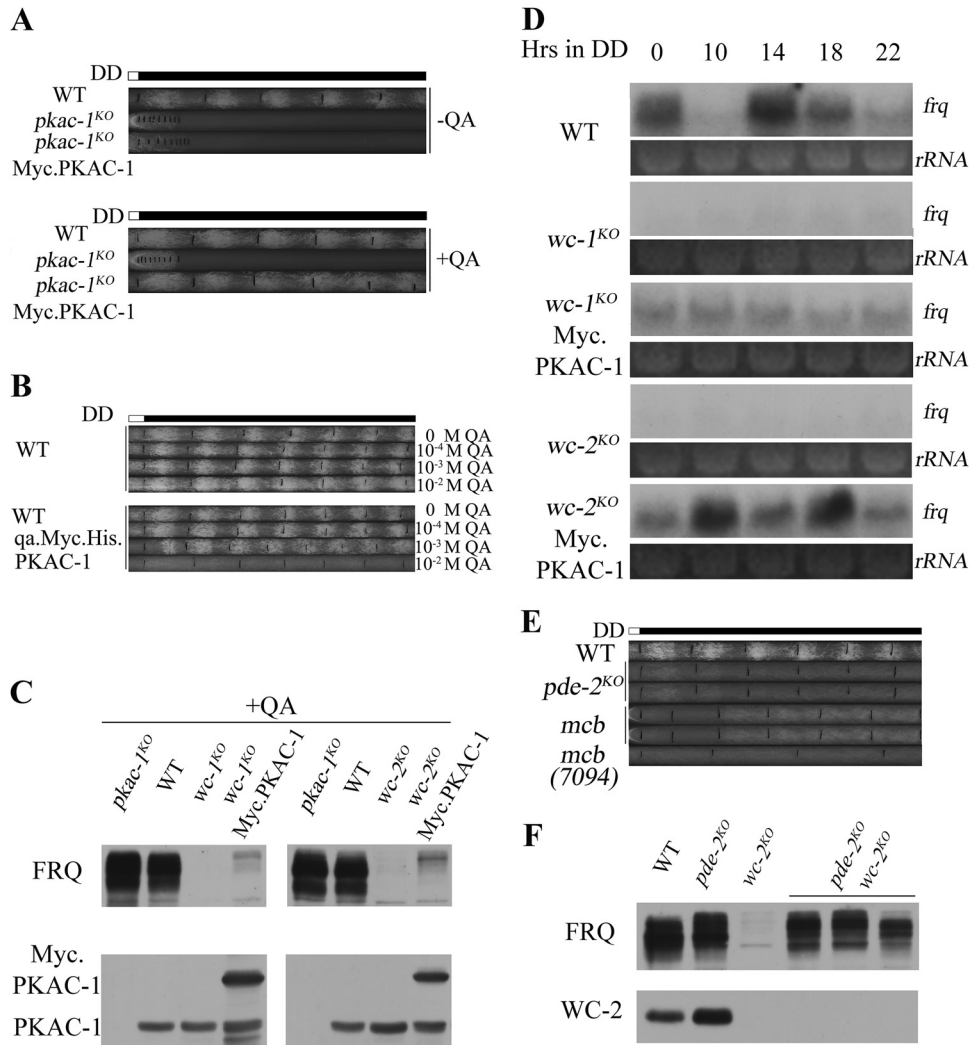 A
DD
WT
pkac-1KO
pkac-1KO
Myc.PKAC-1
-QA
DD
WT
pkac-1KO
pkac-1KO
Myc.PKAC-1
+QA
B
DD
WT
0 M QA
10-4 M QA
10-3 M QA
10-2 M QA
WT
qa.Myc.His.
PKAC-1
0 M QA
10-4 M QA
10-3 M QA
10-2 M QA
C
+QA
pkac-1KO
WT
wc-1KO
wc-1KO
Myc.PKAC-1
pkac-1KO
WT
wc-2KO
wc-2KO
Myc.PKAC-1
FRQ
Myc.
PKAC-1
PKAC-1
D
Hrs in DD 0 10 14 18 22
WT
frq
rRNA
wc-1KO
frq
rRNA
wc-1KO
Myc.
PKAC-1
frq
rRNA
wc-2KO
frq
rRNA
wc-2KO
Myc.
PKAC-1
frq
rRNA
E
DD
WT
pde-2KO
mcb
mcb
(7094)
F
WT
pde-2KO
wc-2KO
pde-2KO
wc-2KO
FRQ
WC-2